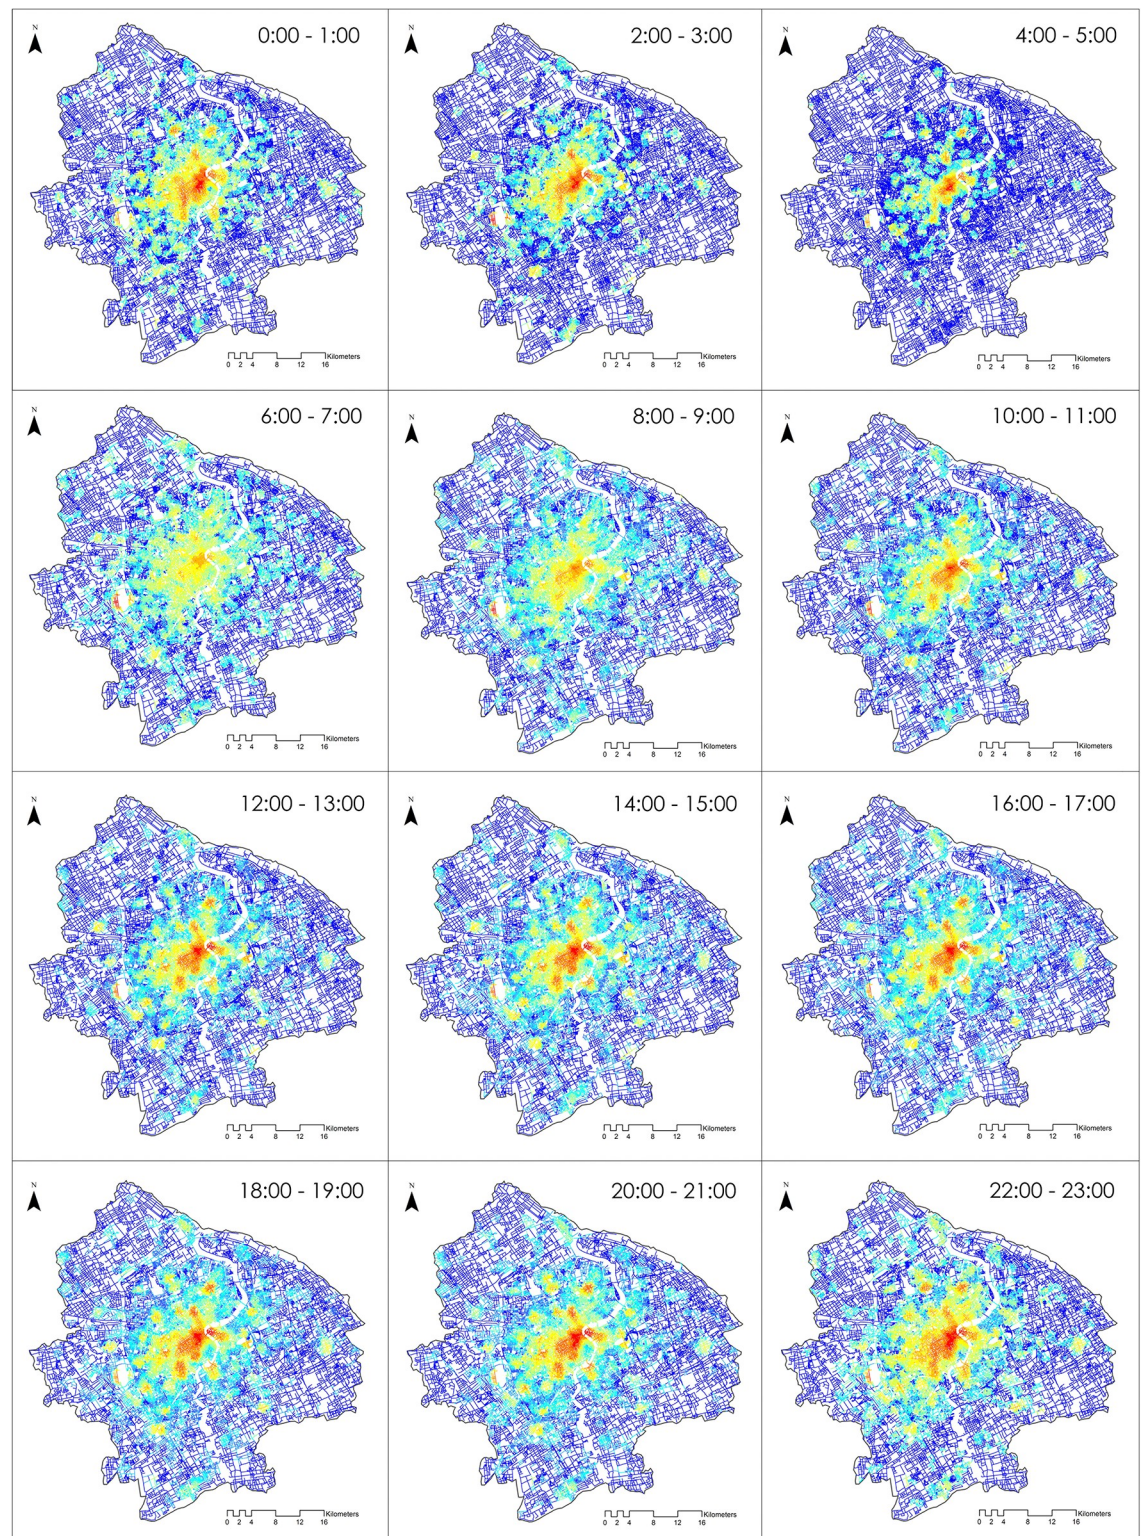 N
0:00 - 1:00
Kilometers
0 2 4 8 12 16
N
2:00 - 3:00
Kilometers
0 2 4 8 12 16
N
4:00 - 5:00
Kilometers
0 2 4 8 12 16
N
6:00 - 7:00
Kilometers
0 2 4 8 12 16
N
8:00 - 9:00
Kilometers
0 2 4 8 12 16
N
10:00 - 11:00
Kilometers
0 2 4 8 12 16
N
12:00 - 13:00
Kilometers
0 2 4 8 12 16
N
14:00 - 15:00
Kilometers
0 2 4 8 12 16
N
16:00 - 17:00
Kilometers
0 2 4 8 12 16
N
18:00 - 19:00
Kilometers
0 2 4 8 12 16
N
20:00 - 21:00
Kilometers
0 2 4 8 12 16
N
22:00 - 23:00
Kilometers
0 2 4 8 12 16